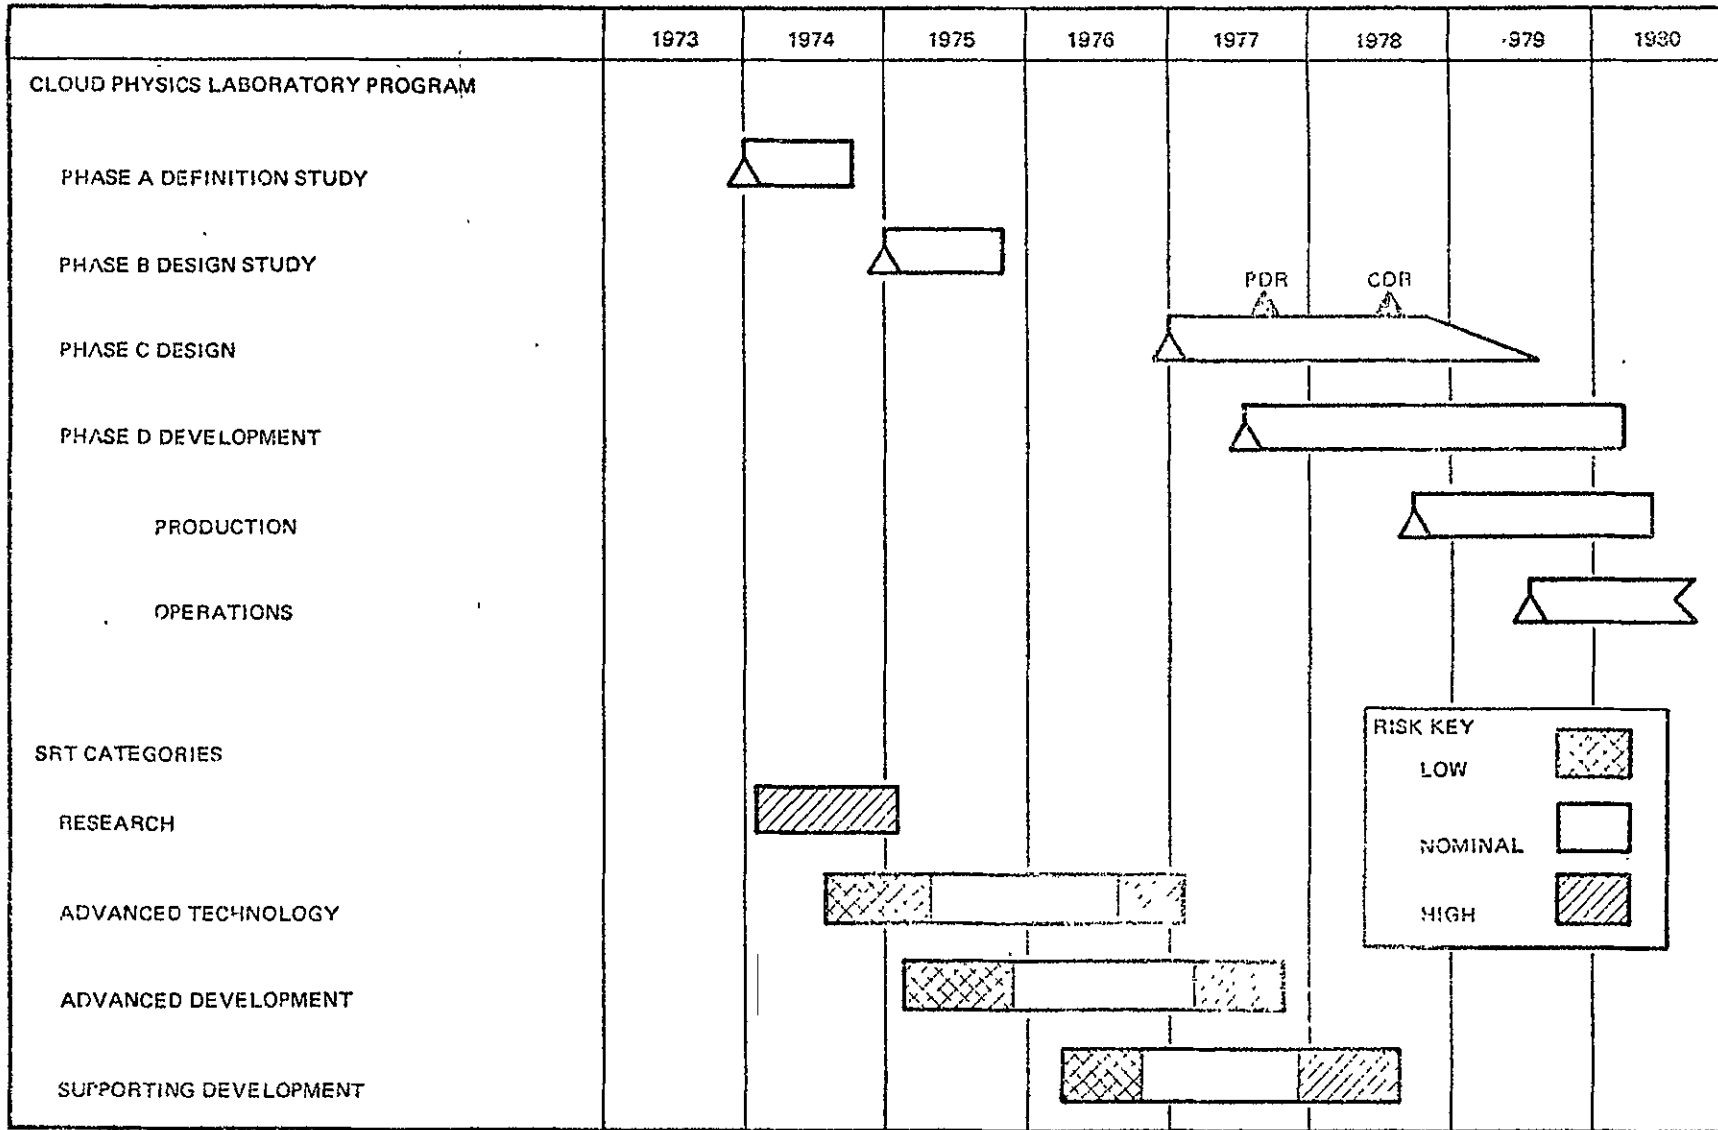 1973 1974 1975 1976 1977 1978 1979 1980
CLOUD PHYSICS LABORATORY PROGRAM
PHASE A DEFINITION STUDY
PHASE B DESIGN STUDY
PDR CDR
PHASE C DESIGN
PHASE D DEVELOPMENT
PRODUCTION
OPERATIONS
RISK KEY
SRT CATEGORIES
LOW
RESEARCH
NOMINAL
ADVANCED TECHNOLOGY
HIGH
ADVANCED DEVELOPMENT
SUPPORTING DEVELOPMENT